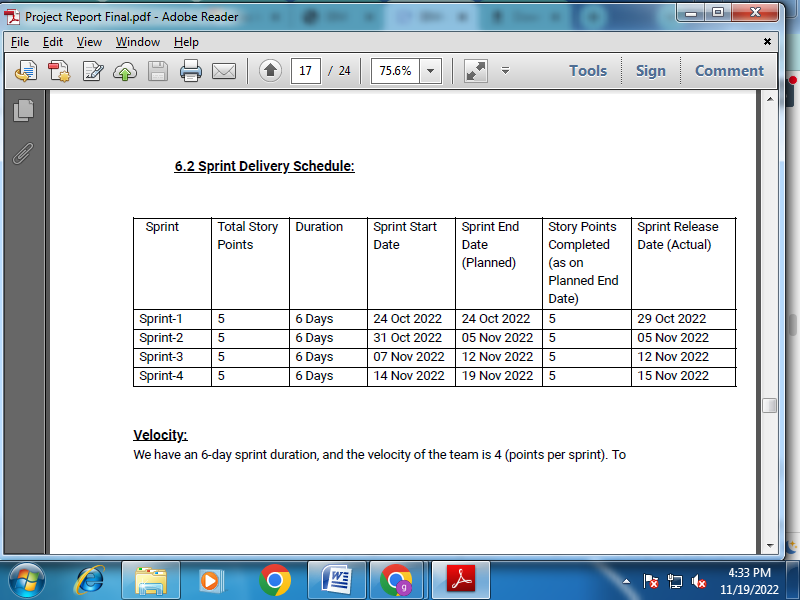 Project Report Final.pdf - Adobe Reader
File Edit View Window Help
17 / 24 75.6% Tools Sign Comment
6.2 Sprint Delivery Schedule:
Sprint Total Story Points Duration Sprint Start Date Sprint End Date (Planned) Story Points Completed (as on Planned End Date) Sprint Release Date (Actual)
Sprint-1 5 6 Days 24 Oct 2022 24 Oct 2022 5 29 Oct 2022
Sprint-2 5 6 Days 31 Oct 2022 05 Nov 2022 5 05 Nov 2022
Sprint-3 5 6 Days 07 Nov 2022 12 Nov 2022 5 12 Nov 2022
Sprint-4 5 6 Days 14 Nov 2022 19 Nov 2022 5 15 Nov 2022
Velocity:
We have an 6-day sprint duration, and the velocity of the team is 4 (points per sprint). To
4:33 PM
11/19/2022